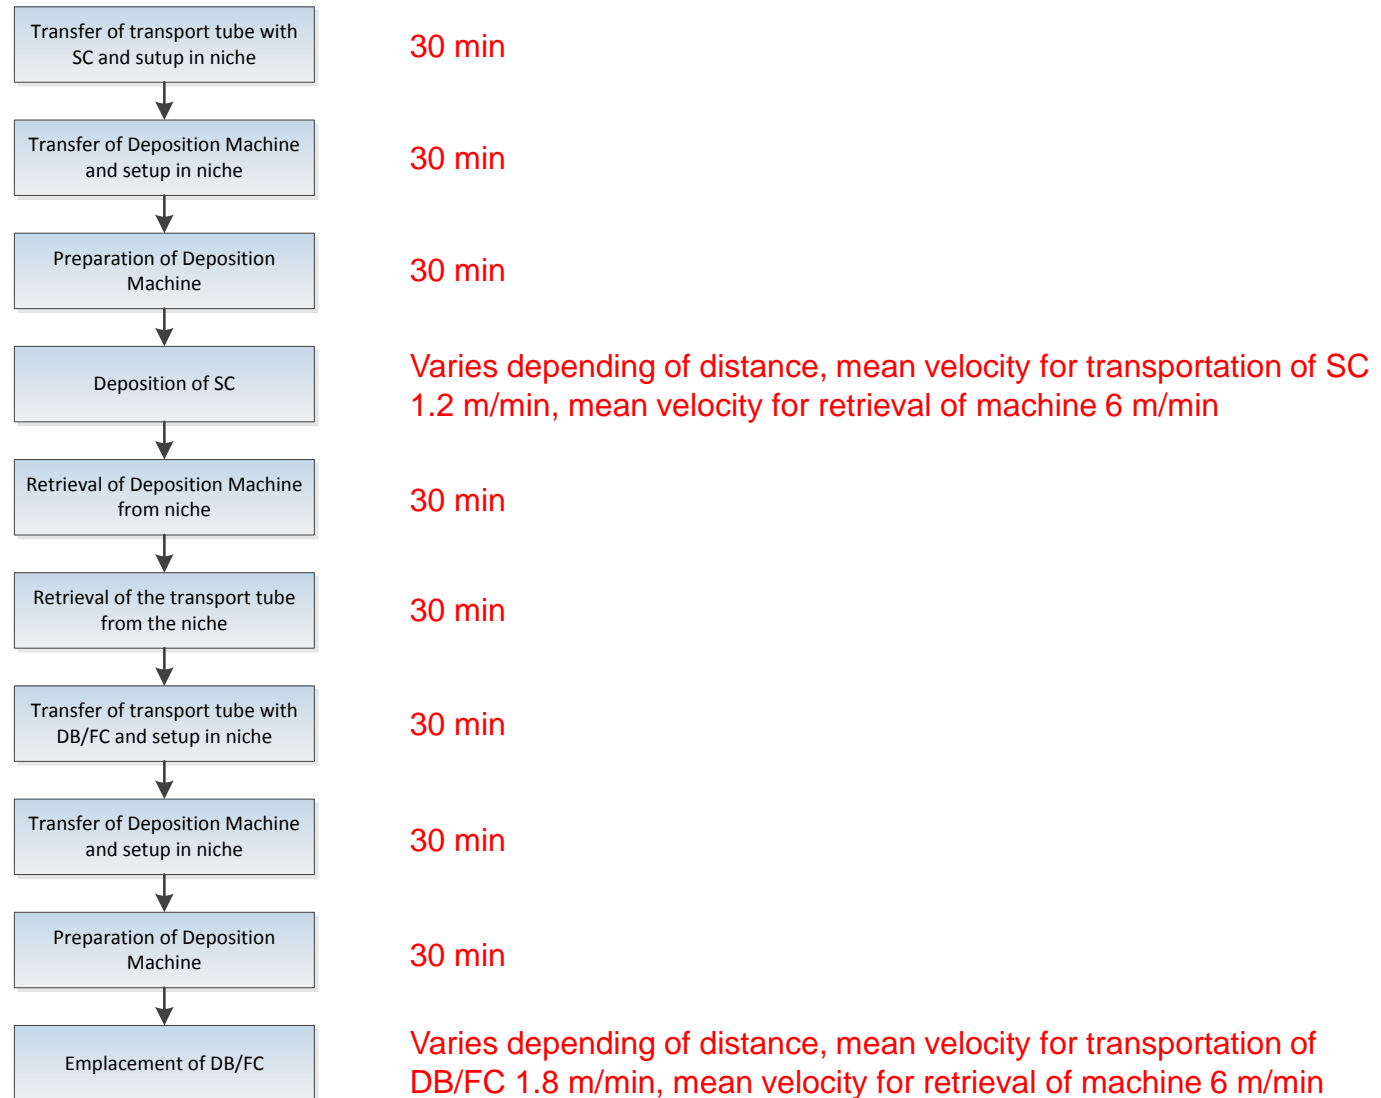 Transfer of transport tube with
SC and sutup in niche
30 min
Transfer of Deposition Machine
and setup in niche
30 min
Preparation of Deposition
Machine
30 min
Deposition of SC
Varies depending of distance, mean velocity for transportation of SC
1.2 m/min, mean velocity for retrieval of machine 6 m/min
Retrieval of Deposition Machine
from niche
30 min
Retrieval of the transport tube
from the niche
30 min
Transfer of transport tube with
DB/FC and setup in niche
30 min
Transfer of Deposition Machine
and setup in niche
30 min
Preparation of Deposition
Machine
30 min
Emplacement of DB/FC
Varies depending of distance, mean velocity for transportation of
DB/FC 1.8 m/min, mean velocity for retrieval of machine 6 m/min